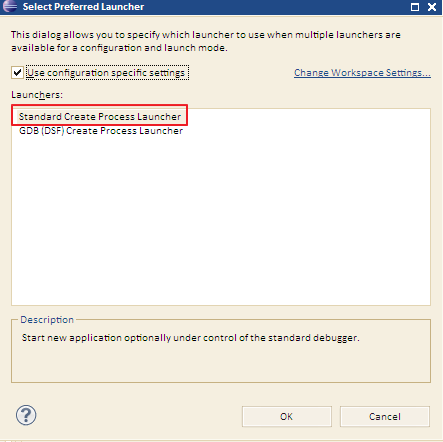 Select Preferred Launcher
This dialog allows you to specify which launcher to use when multiple launchers are
available for a configuration and launch mode.
Use configuration specific settings
Change Workspace Settings...
Launchers:
Standard Create Process Launcher
GDB (DSF) Create Process Launcher
Description
Start new application optionally under control of the standard debugger.
?
OK
Cancel